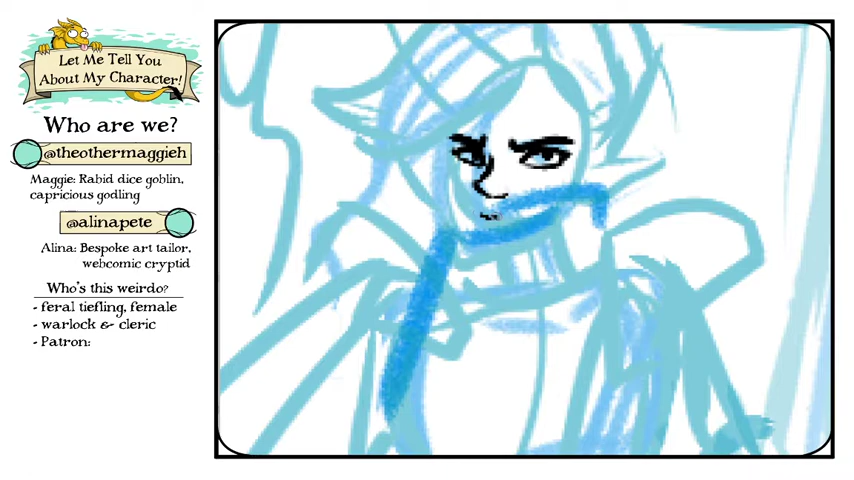 Let Me Tell You
About My Character!
Who are we?
@theothermaggieh
Maggie: Rabid dice goblin,
capricious godling
@alinapete
Alina: Bespoke art tailor,
webcomic cryptid
Who's this weirdo?
- feral tiefling, female
- warlock & cleric
- Patron: